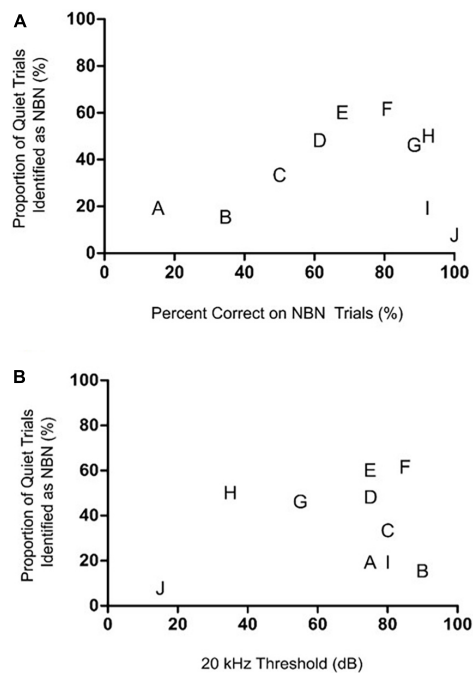 A
Proportion of Quiet Trials
Identified as NBN (%)
100
80
60
40
20
0
E
F
D
G
H
C
A
B
I
J
0 20 40 60 80 100
Percent Correct on NBN Trials (%)
B
Proportion of Quiet Trials
Identified as NBN (%)
100
80
60
40
20
0
E
F
H
G
D
C
A
I
B
J
0 20 40 60 80 100
20 kHz Threshold (dB)